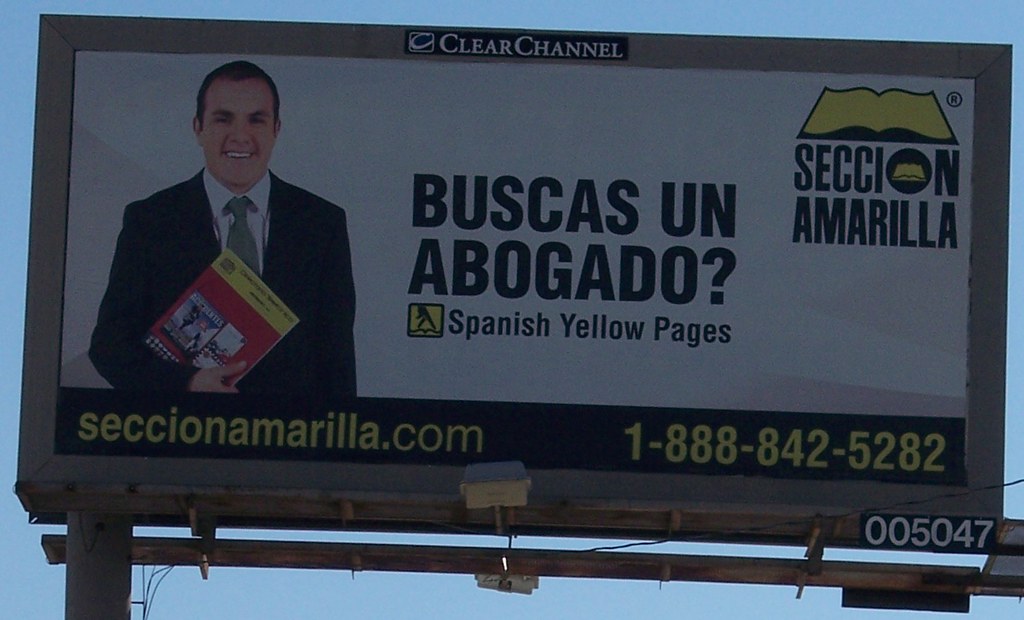 CLEARCHANNEL
SECCION
AMARILLA
®
BUSCAS UN
ABOGADO?
Spanish Yellow Pages
seccionamarilla.com
1-888-842-5282
005047